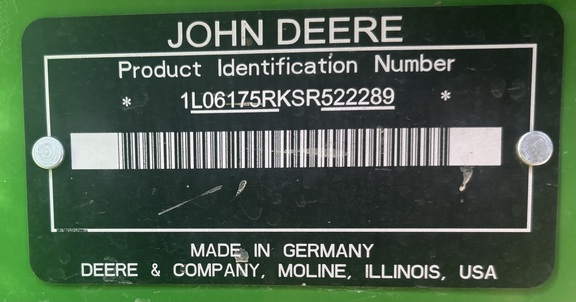 JOHN DEERE
Product Identification Number
* 1L06175RKSR522289 *
MADE IN GERMANY
DEERE & COMPANY, MOLINE, ILLINOIS, USA